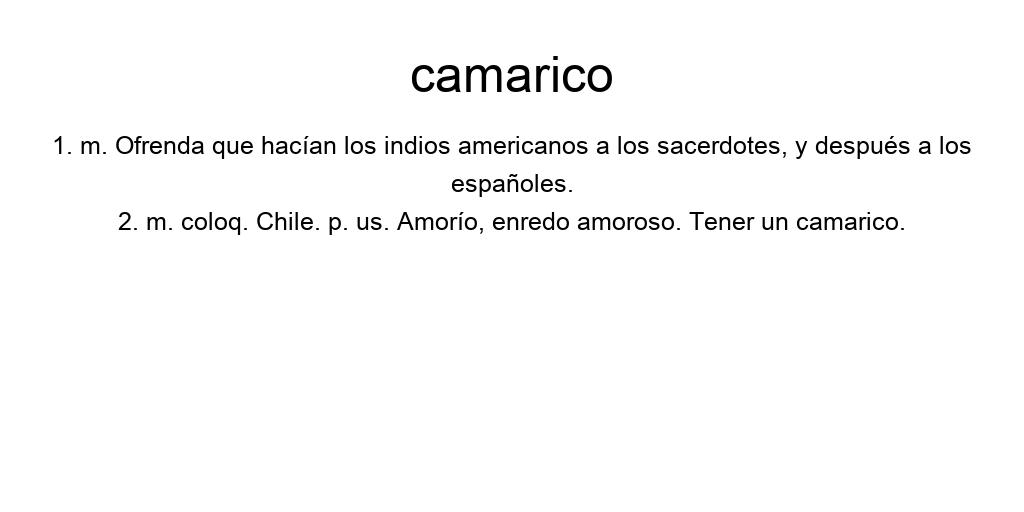 camarico
1. m. Ofrenda que hacían los indios americanos a los sacerdotes, y después a los
españoles.
2. m. coloq. Chile. p. us. Amorío, enredo amoroso. Tener un camarico.